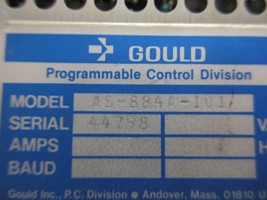 GOULD
Programmable Control Division
MODEL AS-884A-101
SERIAL 44798
AMPS
BAUD
Gould Inc., P.C. Division • Andover, Mass. 01810 U